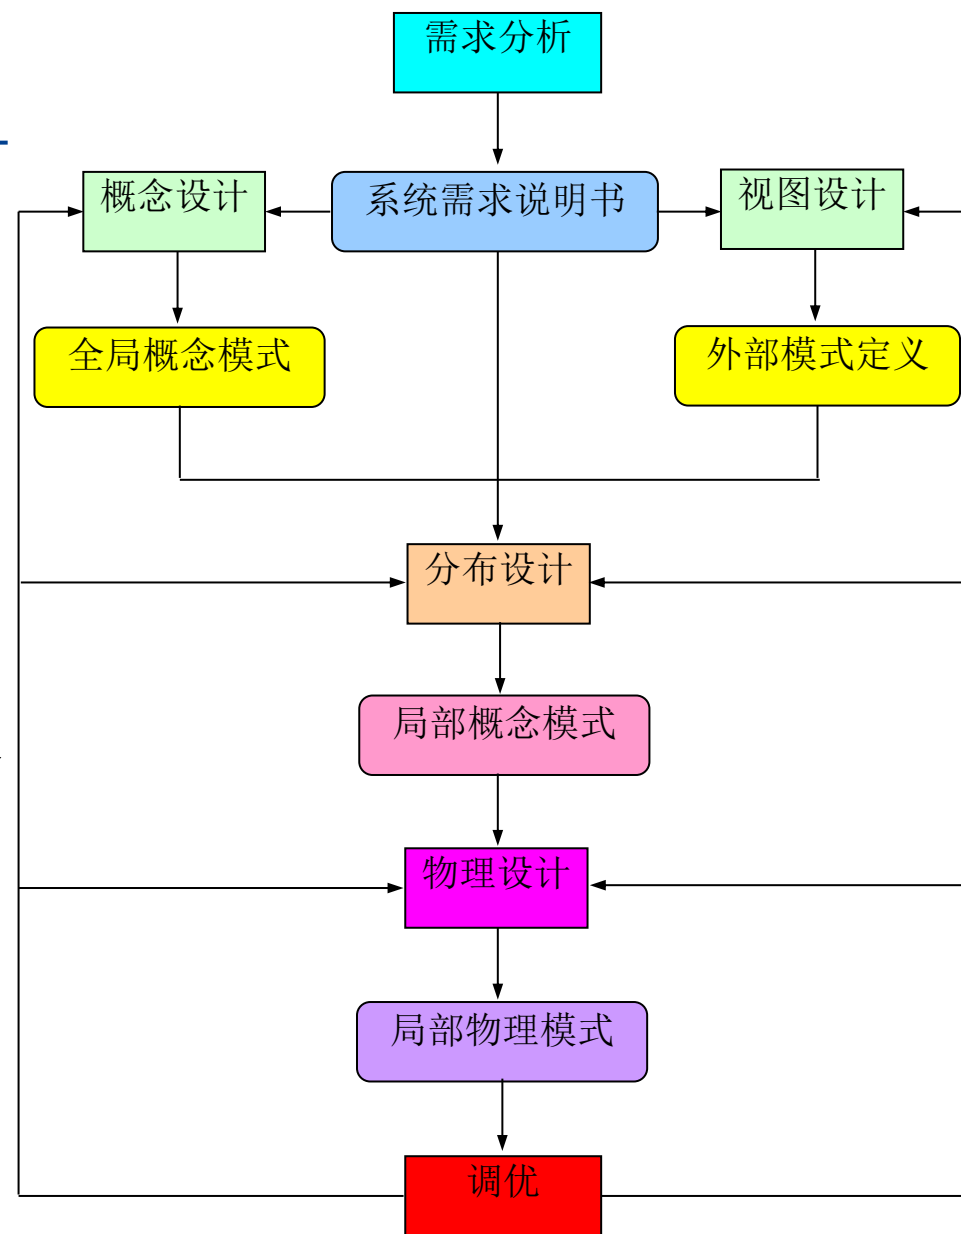 需求分析
概念设计
系统需求说明书
视图设计
全局概念模式
外部模式定义
分布设计
局部概念模式
物理设计
局部物理模式
调优